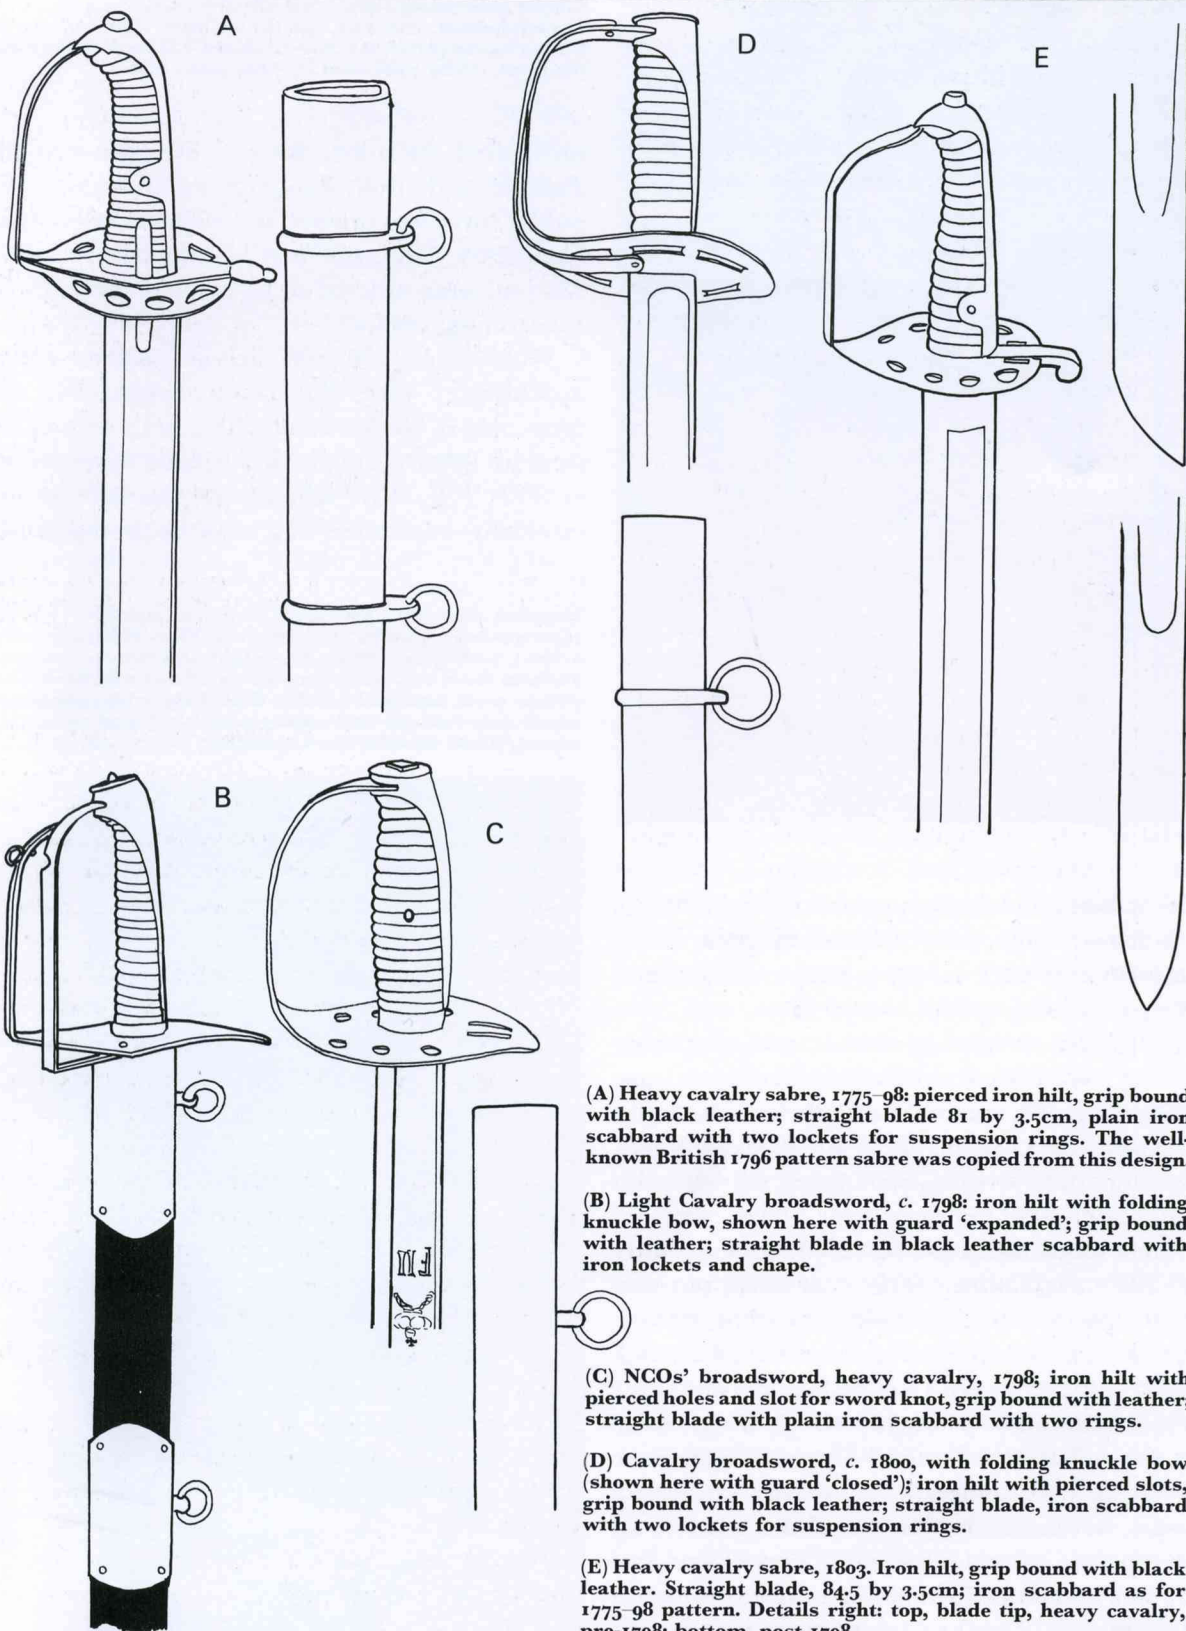 A
D
E
B
C
FII
(A) Heavy cavalry sabre, 1775–98: pierced iron hilt, grip bound
with black leather; straight blade 81 by 3.5cm, plain iron
scabbard with two lockets for suspension rings. The well-
known British 1796 pattern sabre was copied from this design.
(B) Light Cavalry broadsword, c. 1798: iron hilt with folding
knuckle bow, shown here with guard ‘expanded’; grip bound
with leather; straight blade in black leather scabbard with
iron lockets and chape.
(C) NCOs’ broadsword, heavy cavalry, 1798; iron hilt with
pierced holes and slot for sword knot, grip bound with leather;
straight blade with plain iron scabbard with two rings.
(D) Cavalry broadsword, c. 1800, with folding knuckle bow
(shown here with guard ‘closed’); iron hilt with pierced slots,
grip bound with black leather; straight blade, iron scabbard
with two lockets for suspension rings.
(E) Heavy cavalry sabre, 1803. Iron hilt, grip bound with black
leather. Straight blade, 84.5 by 3.5cm; iron scabbard as for
1775–98 pattern. Details right: top, blade tip, heavy cavalry,
pre-1798; bottom, post-1798.